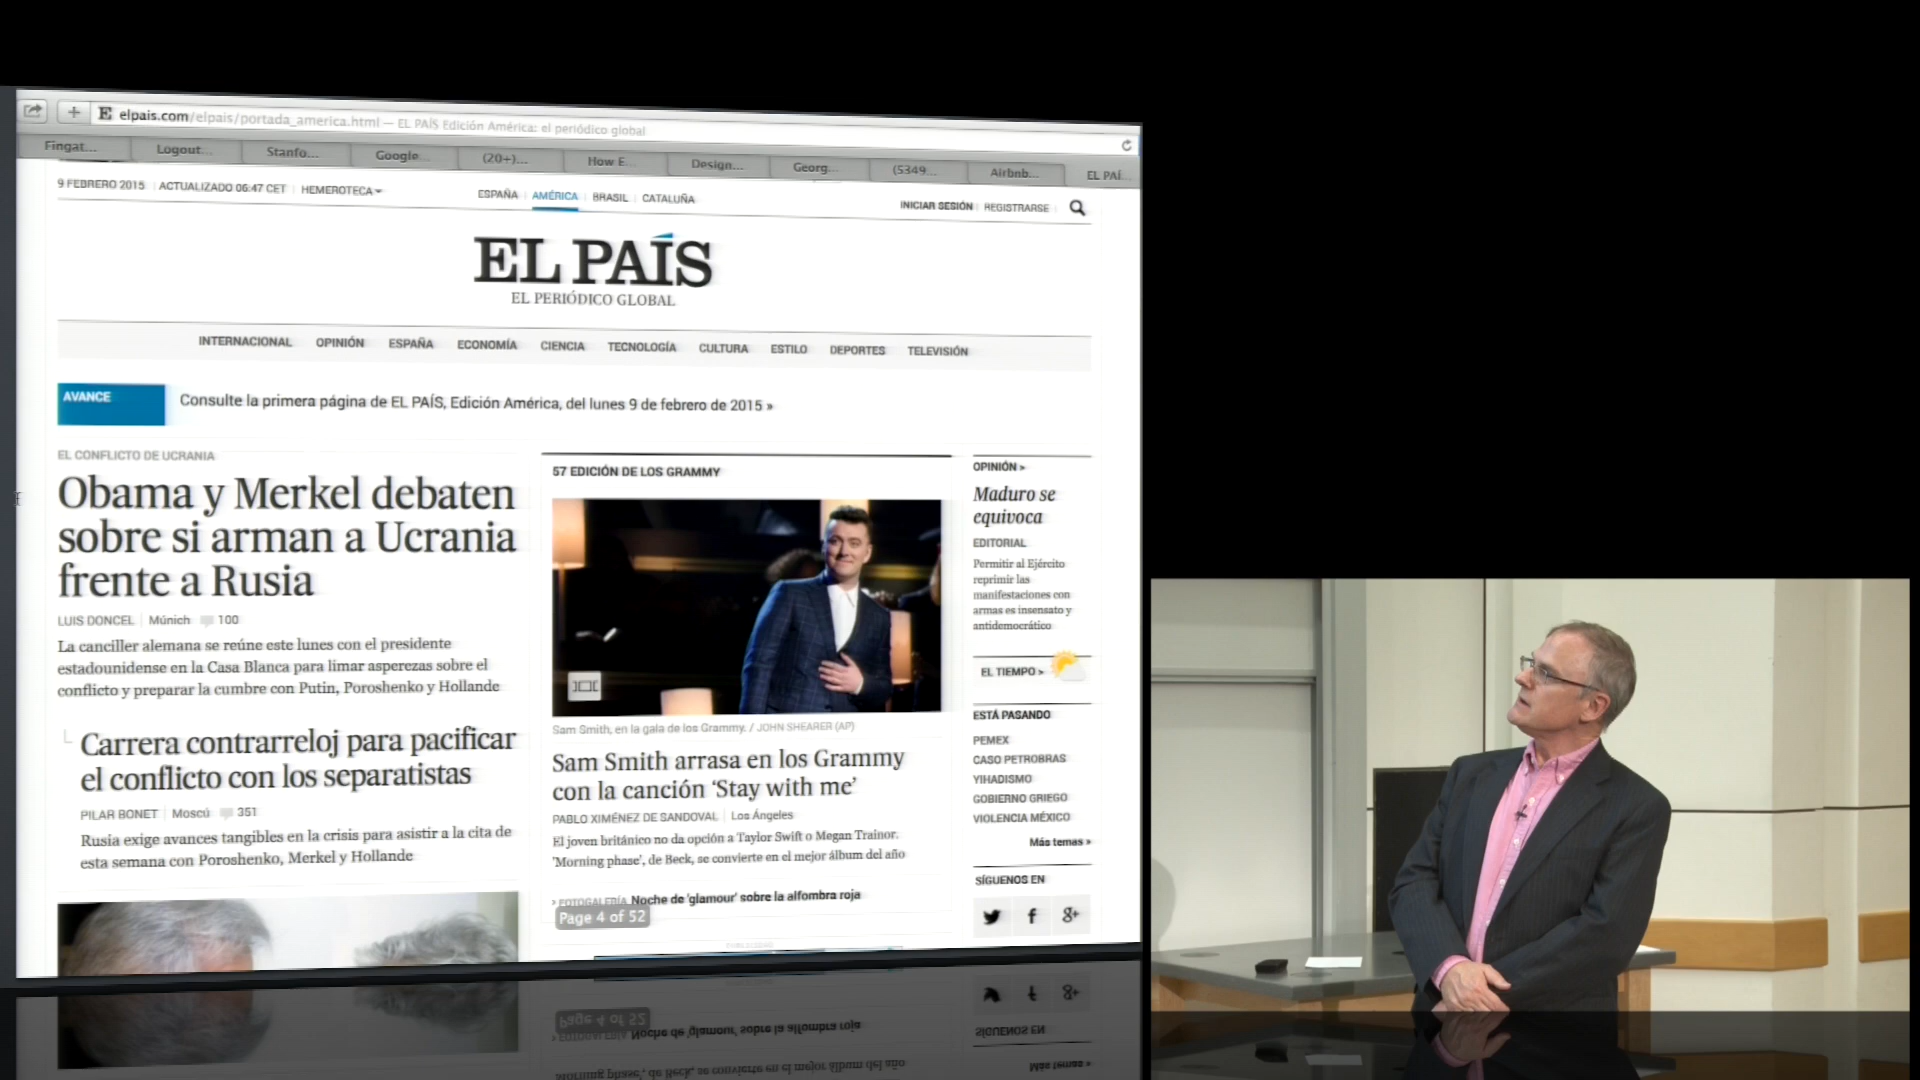 elpais.com/elpais/portada_america.html — EL PAÍS Edición América: el periódico global
Fingat... Logout... Stanfo... Google... (20+)... How E... Design... Georg... (5349... Airbnb... EL PAÍ...
9 FEBRERO 2015 ACTUALIZADO 06:47 CET HEMEROTECA
ESPAÑA AMÉRICA BRASIL CATALUÑA
INICIAR SESIÓN REGISTRARSE
EL PAÍS
EL PERIÓDICO GLOBAL
INTERNACIONAL OPINIÓN ESPAÑA ECONOMÍA CIENCIA TECNOLOGÍA CULTURA ESTILO DEPORTES TELEVISIÓN
AVANCE
Consulte la primera página de EL PAÍS, Edición América, del lunes 9 de febrero de 2015 »
EL CONFLICTO DE UCRANIA
Obama y Merkel debaten
sobre si arman a Ucrania
frente a Rusia
LUIS DONCEL Múnich 100
La canciller alemana se reúne este lunes con el presidente
estadounidense en la Casa Blanca para limar asperezas sobre el
conflicto y preparar la cumbre con Putin, Poroshenko y Hollande
Carrera contrarreloj para pacificar
el conflicto con los separatistas
PILAR BONET Moscú 351
Rusia exige avances tangibles en la crisis para asistir a la cita de
esta semana con Poroshenko, Merkel y Hollande
57 EDICIÓN DE LOS GRAMMY
Sam Smith, en la gala de los Grammy. / JOHN SHEARER (AP)
Sam Smith arrasa en los Grammy
con la canción ‘Stay with me’
PABLO XIMÉNEZ DE SANDOVAL Los Ángeles
El joven británico no da opción a Taylor Swift o Megan Trainor.
'Morning phase', de Beck, se convierte en el mejor álbum del año
› FOTOGALERÍA Noche de 'glamour' sobre la alfombra roja
Page 4 of 52
PUBLICIDAD
OPINIÓN »
Maduro se
equivoca
EDITORIAL
Permitir al Ejército
reprimir las
manifestaciones con
armas es insensato y
antidemocrático
EL TIEMPO »
ESTÁ PASANDO
PEMEX
CASO PETROBRAS
YIHADISMO
GOBIERNO GRIEGO
VIOLENCIA MÉXICO
Más temas »
SÍGUENOS EN